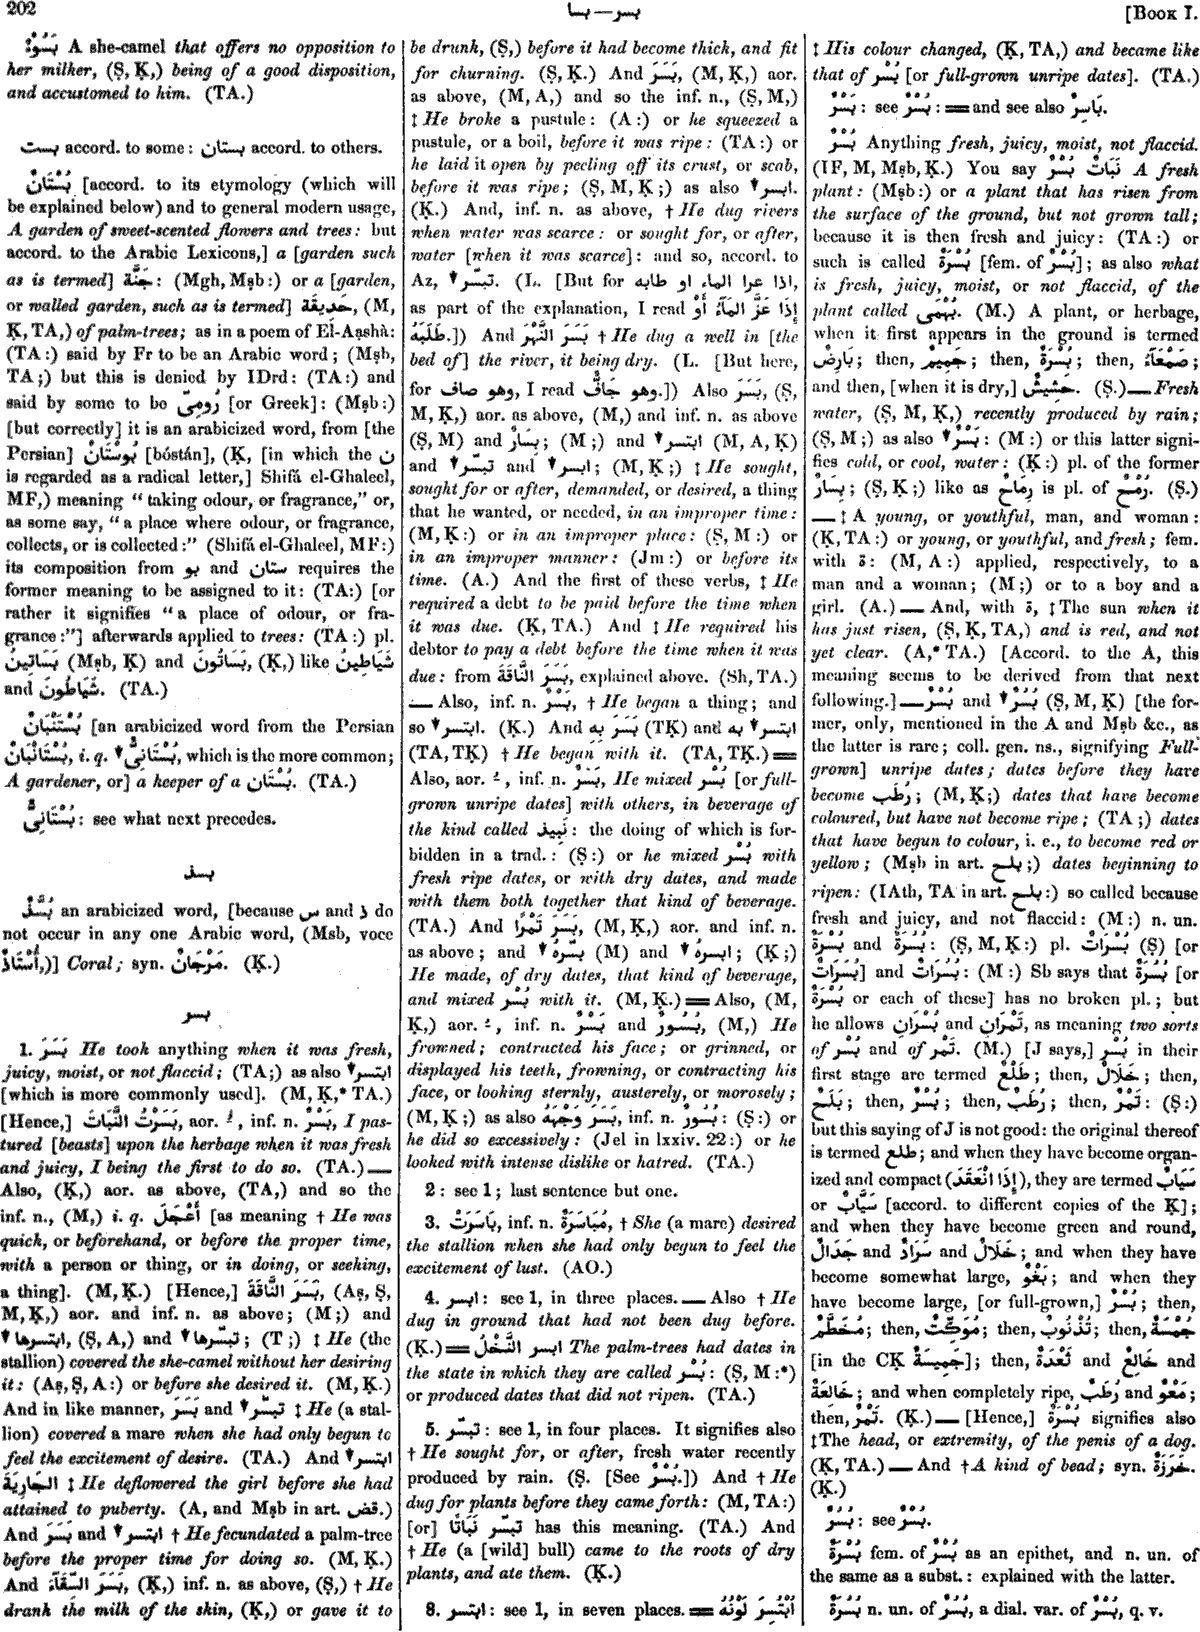 202
بسأ — بسر
[BOOK I.
بَسُوْءٌ A she-camel that offers no opposition to
her milker, (Ṣ, Ḳ,) being of a good disposition,
and accustomed to him. (TA.)
بست accord. to some: بستان accord. to others.
بُسْتَانٌ [accord. to its etymology (which will
be explained below) and to general modern usage,
A garden of sweet-scented flowers and trees: but
accord. to the Arabic Lexicons,] a [garden such
as is termed] جَنَّة: (Mgh, Mṣb:) or a [garden,
or walled garden, such as is termed] حَدِيقَة, (M,
Ḳ, TA,) of palm-trees; as in a poem of El-Aạshà:
(TA:) said by Fr to be an Arabic word; (Mṣb,
TA;) but this is denied by IDrd: (TA:) and
said by some to be رُومِىّ [or Greek]: (Mṣb:)
[but correctly] it is an arabicized word, from [the
Persian] بُوسْتَانْ [bóstán], (Ḳ, [in which the ن
is regarded as a radical letter,] Shifá el-Ghaleel,
MF,) meaning "taking odour, or fragrance," or,
as some say, "a place where odour, or fragrance,
collects, or is collected:" (Shifá el-Ghaleel, MF:)
its composition from بو and ستان requires the
former meaning to be assigned to it: (TA:) [or
rather it signifies "a place of odour, or fra-
grance:"] afterwards applied to trees: (TA:) pl.
بَسَاتِينُ (Mṣb, Ḳ) and بَسَاتُونَ, (Ḳ,) like شَيَاطِينُ
and شَيَاطُونَ. (TA.)
بُسْتَنْبَانٌ [an arabicized word from the Persian
بُسْتَانْبَانْ, i. q. ↓ بُسْتَانِىٌّ, which is the more common;
A gardener, or] a keeper of a بُسْتَان. (TA.)
بُسْتَانِىٌّ: see what next precedes.
بسذ
بُسَّذٌ an arabicized word, [because س and ذ do
not occur in any one Arabic word, (Mṣb, voce
أُسْتَاذٌ,)] Coral; syn. مَرْجَانٌ. (Ḳ.)
بسر
1. بَسَرَ He took anything when it was fresh,
juicy, moist, or not flaccid; (TA;) as also ↓ ابتسر
[which is more commonly used]. (M, Ḳ,* TA.)
[Hence,] بَسَرْتُ النَّبَاتَ, aor. ـُ, inf. n. بَسْرٌ, I pas-
tured [beasts] upon the herbage when it was fresh
and juicy, I being the first to do so. (TA.) —
Also, (Ḳ,) aor. as above, (TA,) and so the
inf. n., (M,) i. q. أَعْجَلَ [as meaning † He was
quick, or beforehand, or before the proper time,
with a person or thing, or in doing, or seeking,
a thing]. (M, Ḳ.) [Hence,] بَسَرَ النَّاقَةَ, (Aṣ, Ṣ,
M, Ḳ,) aor. and inf. n. as above; (M;) and
↓ ابتسرها, (Ṣ, A,) and ↓ تبسّرها; (T;) ‡ He (the
stallion) covered the she-camel without her desiring
it: (Aṣ, Ṣ, A:) or before she desired it. (M, Ḳ.)
And in like manner, بَسَرَ and ↓ تبسّر ‡ He (a stal-
lion) covered a mare when she had only begun to
feel the excitement of desire. (TA.) And ↓ ابتسر
الجَارِيَةَ ‡ He deflowered the girl before she had
attained to puberty. (A, and Mṣb in art. قض.)
And بَسَرَ and ↓ ابتسر † He fecundated a palm-tree
before the proper time for doing so. (M, Ḳ.)
And بَسَرَ السِّقَآءَ, (Ḳ,) inf. n. as above, (Ṣ,) † He
drank the milk of the skin, (Ḳ,) or gave it to
be drunk, (Ṣ,) before it had become thick, and fit
for churning. (Ṣ, Ḳ.) And بَسَرَ, (M, Ḳ,) aor.
as above, (M, A,) and so the inf. n., (Ṣ, M,)
‡ He broke a pustule: (A:) or he squeezed a
pustule, or a boil, before it was ripe: (TA:) or
he laid it open by peeling off its crust, or scab,
before it was ripe; (Ṣ, M, Ḳ;) as also ↓ ابسر.
(Ḳ.) And, inf. n. as above, † He dug rivers
when water was scarce: or sought for, or after,
water [when it was scarce]: and so, accord. to
Az, ↓ تبسّر. (L. [But for اذا عرا الماء او طابه,
as part of the explanation, I read إِذَا عَزَّ المَآءُ أَوْ
طَلَبَهُ.]) And بَسَرَ النَّهْرَ † He dug a well in [the
bed of] the river, it being dry. (L. [But here,
for وهو صاف, I read وهو جَافٌّ.]) Also بَسَرَ, (Ṣ,
M, Ḳ,) aor. as above, (M,) and inf. n. as above
(Ṣ, M) and بِسَارٌ; (M;) and ↓ ابتسر (M, A, Ḳ)
and ↓ تبسّر and ↓ ابسر; (M, Ḳ;) ‡ He sought,
sought for or after, demanded, or desired, a thing
that he wanted, or needed, in an improper time:
(M, Ḳ:) or in an improper place: (Ṣ, M:) or
in an improper manner: (Jm:) or before its
time. (A.) And the first of these verbs, ‡ He
required a debt to be paid before the time when
it was due. (Ḳ, TA.) And ‡ He required his
debtor to pay a debt before the time when it was
due: from بَسَرَ النَّاقَةَ, explained above. (Sh, TA.)
— Also, inf. n. بَسْرٌ, † He began a thing; and
so ↓ ابتسر. (Ḳ.) And بَسَرَ بِهِ (TḲ) and ↓ ابتسر به
(TA, TḲ) † He began with it. (TA, TḲ.) =
Also, aor. ـُ, inf. n. بَسْرٌ, He mixed بُسْر [or full-
grown unripe dates] with others, in beverage of
the kind called نَبِيذ: the doing of which is for-
bidden in a trad.: (Ṣ:) or he mixed بُسْر with
fresh ripe dates, or with dry dates, and made
with them both together that kind of beverage.
(TA.) And بَسَرَ تَمْرًا, (M, Ḳ,) aor. and inf. n.
as above; and ↓ بسّرهُ (M) and ↓ ابسرهُ; (Ḳ;)
He made, of dry dates, that kind of beverage,
and mixed بُسْر with it. (M, Ḳ.) = Also, (M,
Ḳ,) aor. ـُ, inf. n. بَسْرٌ and بُسُورٌ, (M,) He
frowned; contracted his face; or grinned, or
displayed his teeth, frowning, or contracting his
face, or looking sternly, austerely, or morosely;
(M, Ḳ;) as also بَسَرَ وَجْهَهُ, inf. n. بُسُورٌ: (Ṣ:) or
he did so excessively: (Jel in lxxiv. 22:) or he
looked with intense dislike or hatred. (TA.)
2: see 1; last sentence but one.
3. بَاسَرَتْ, inf. n. مُبَاسَرَةٌ, † She (a mare) desired
the stallion when she had only begun to feel the
excitement of lust. (AO.)
4. ابسر: see 1, in three places. — Also † He
dug in ground that had not been dug before.
(Ḳ.) = ابسر النَّخْلُ The palm-trees had dates in
the state in which they are called بُسْر: (Ṣ, M:*)
or produced dates that did not ripen. (TA.)
5. تبسّر: see 1, in four places. It signifies also
† He sought for, or after, fresh water recently
produced by rain. (Ṣ. [See بُسْرٌ.]) And † He
dug for plants before they came forth: (M, TA:)
[or] تبسّر نَبَاتًا has this meaning. (TA.) And
† He (a [wild] bull) came to the roots of dry
plants, and ate them. (Ḳ.)
8. ابتسر: see 1, in seven places. = اُبْتُسِرَ لَوْنُهُ
‡ His colour changed, (Ḳ, TA,) and became like
that of بُسْر [or full-grown unripe dates]. (TA.)
بَسْرٌ: see بُسْرٌ: = and see also بَاسِرٌ.
بُسْرٌ Anything fresh, juicy, moist, not flaccid.
(IF, M, Mṣb, Ḳ.) You say نَبَاتٌ بُسْرٌ A fresh
plant: (Mṣb:) or a plant that has risen from
the surface of the ground, but not grown tall;
because it is then fresh and juicy: (TA:) or
such is called بُسْرَةٌ [fem. of بُسْرٌ]; as also what
is fresh, juicy, moist, or not flaccid, of the
plant called بُهْمَى. (M.) A plant, or herbage,
when it first appears in the ground is termed
بَارِضٌ; then, جَمِيمٌ; then, بُسْرَةٌ; then, صَمْعَآءُ;
and then, [when it is dry,] حَشِيشٌ. (Ṣ.) — Fresh
water, (Ṣ, M, Ḳ,) recently produced by rain;
(Ṣ, M;) as also ↓ بَسْرٌ: (M:) or this latter signi-
fies cold, or cool, water: (Ḳ:) pl. of the former
بِسَارٌ; (Ṣ, Ḳ;) like as رِمَاحٌ is pl. of رُمْحٌ. (Ṣ.)
— ‡ A young, or youthful, man, and woman:
(Ḳ, TA:) or young, or youthful, and fresh; fem.
with ة: (M, A:) applied, respectively, to a
man and a woman; (M;) or to a boy and a
girl. (A.) — And, with ة, ‡ The sun when it
has just risen, (Ṣ, Ḳ, TA,) and is red, and not
yet clear. (A,* TA.) [Accord. to the A, this
meaning seems to be derived from that next
following.] — بُسْرٌ and ↓ بُسُرٌ (Ṣ, M, Ḳ) [the for-
mer, only, mentioned in the A and Mṣb &c., as
the latter is rare; coll. gen. ns., signifying Full-
grown] unripe dates; dates before they have
become رُطَب; (M, Ḳ;) dates that have become
coloured, but have not become ripe; (TA;) dates
that have begun to colour, i. e., to become red or
yellow; (Mṣb in art. بلح;) dates beginning to
ripen: (IAth, TA in art. بلح:) so called because
fresh and juicy, and not flaccid: (M:) n. un.
بُسْرَةٌ and بُسُرَةٌ: (Ṣ, M, Ḳ:) pl. بُسْرَاتٌ (Ṣ) [or
بُسَرَاتٌ] and بُسُرَاتٌ: (M:) Sb says that بُسْرَةٌ [or
بُسُرَةٌ or each of these] has no broken pl.; but
he allows بُسْرَانِ and تَمْرَانِ, as meaning two sorts
of بُسْر and of تَمْر. (M.) [J says,] بُسْر in their
first stage are termed طَلْعٌ; then, خَلَالٌ; then,
بَلَحٌ; then, بُسْرٌ; then, رُطَبٌ; then, تَمْرٌ: (Ṣ:)
but this saying of J is not good: the original thereof
is termed طلع; and when they have become organ-
ized and compact (إِذَا انْعَقَدَ), they are termed سَيَابٌ
or سَيَّابٌ [accord. to different copies of the Ḳ];
and when they have become green and round,
جَدَالٌ and سَرَادٌ and خَلَالٌ; and when they have
become somewhat large, بَغْوٌ; and when they
have become large, [or full-grown,] بُسْرٌ; then,
مُخَطَّمٌ; then, مُوَكِّتٌ; then, تُذْنُوبٌ; then, جُمْسَةٌ
[in the CḲ جَمِيسَةٌ]; then, ثَعْدَةٌ and خَالِعٌ and
خَالِعَةٌ; and when completely ripe, رُطَبٌ and مَعْوٌ;
then, تَمْرٌ. (Ḳ.) — [Hence,] بُسْرَةٌ signifies also
‡ The head, or extremity, of the penis of a dog.
(Ḳ, TA.) — And † A kind of bead; syn. خَرَزَةٌ.
(Ḳ.)
بُسُرٌ: see بُسْرٌ.
بُسْرَةٌ fem. of بُسْرٌ as an epithet, and n. un. of
the same as a subst.: explained with the latter.
بُسُرَةٌ n. un. of بُسُرٌ, a dial. var. of بُسْرٌ, q. v.